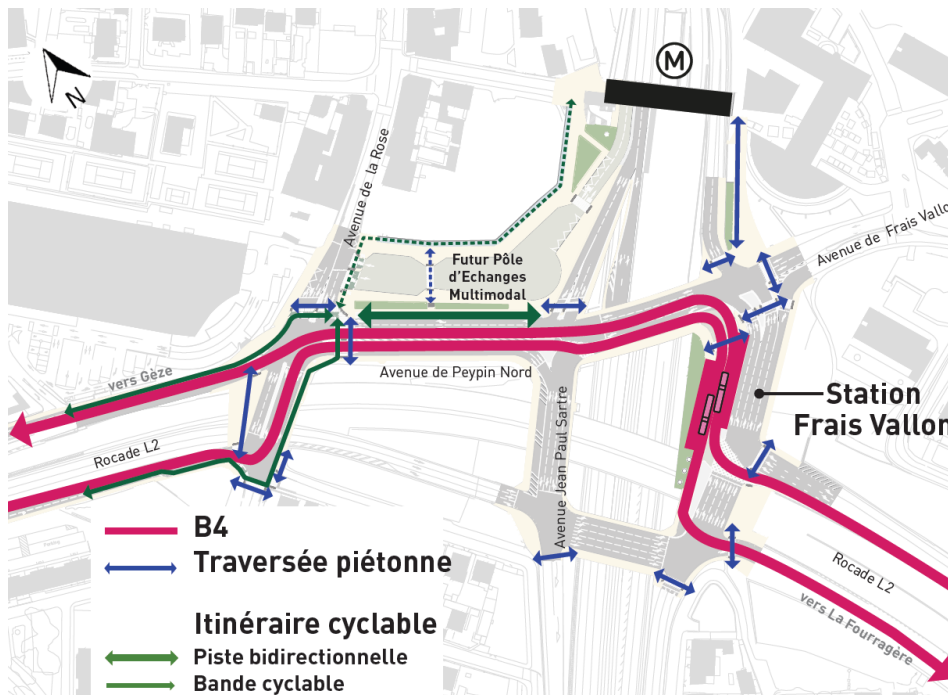 M
N
Avenue de la Rose
Avenue de Frais Vallo
Futur Pôle
d'Echanges
Multimodal
vers Gèze
Avenue de Peypin Nord
Station
Frais Vallon
Rocade L2
Avenue Jean Paul Sartre
Rocade L2
vers La Fourragère
B4
Traversée piétonne
Itinéraire cyclable
Piste bidirectionnelle
Bande cyclable